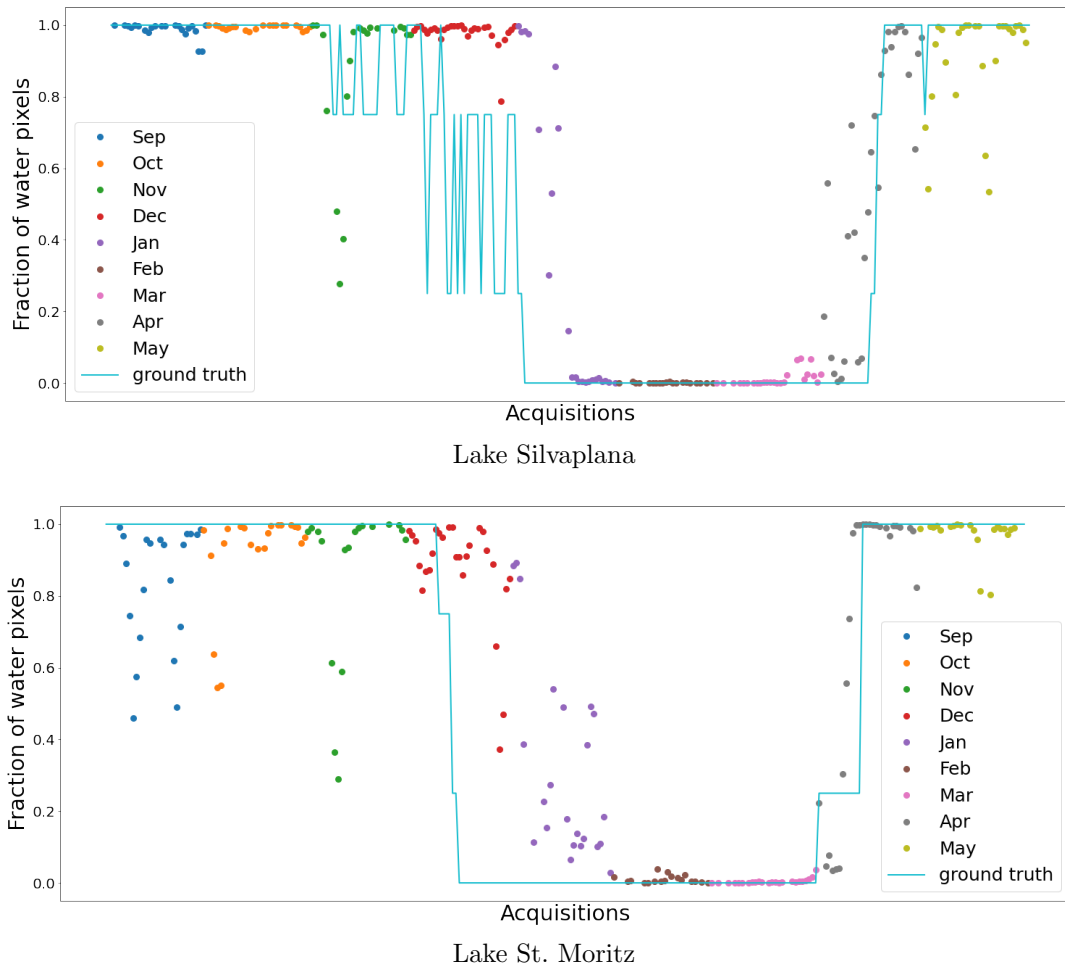 Fraction of water pixels
1.0
0.8
0.6
0.4
0.2
0.0
Sep
Oct
Nov
Dec
Jan
Feb
Mar
Apr
May
ground truth
Acquisitions
Lake Silvaplana
Fraction of water pixels
1.0
0.8
0.6
0.4
0.2
0.0
Sep
Oct
Nov
Dec
Jan
Feb
Mar
Apr
May
ground truth
Acquisitions
Lake St. Moritz